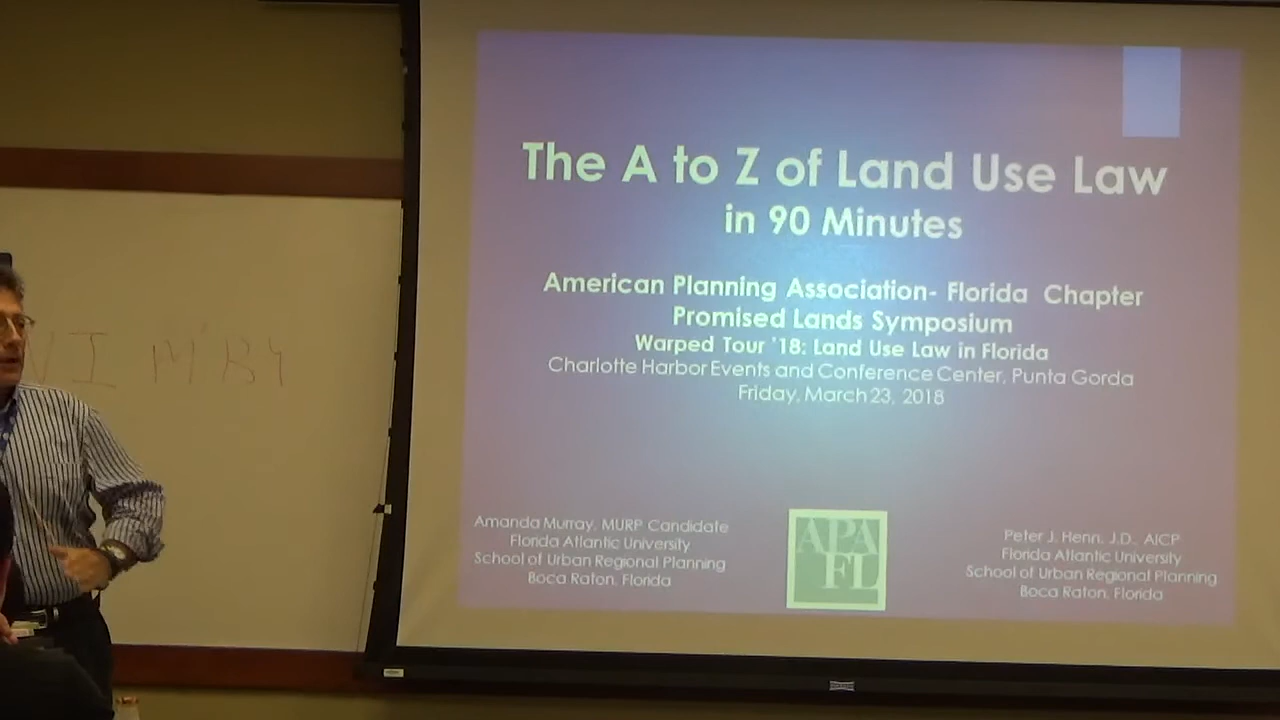 The A to Z of Land Use Law
in 90 Minutes
American Planning Association- Florida Chapter
Promised Lands Symposium
Warped Tour '18: Land Use Law in Florida
Charlotte Harbor Events and Conference Center, Punta Gorda
Friday, March 23, 2018
Amanda Murray, MURP Candidate
Florida Atlantic University
School of Urban Regional Planning
Boca Raton, Florida
APA
FL
Peter J. Henn, J.D. AICP
Florida Atlantic University
School of Urban Regional Planning
Boca Raton, Florida